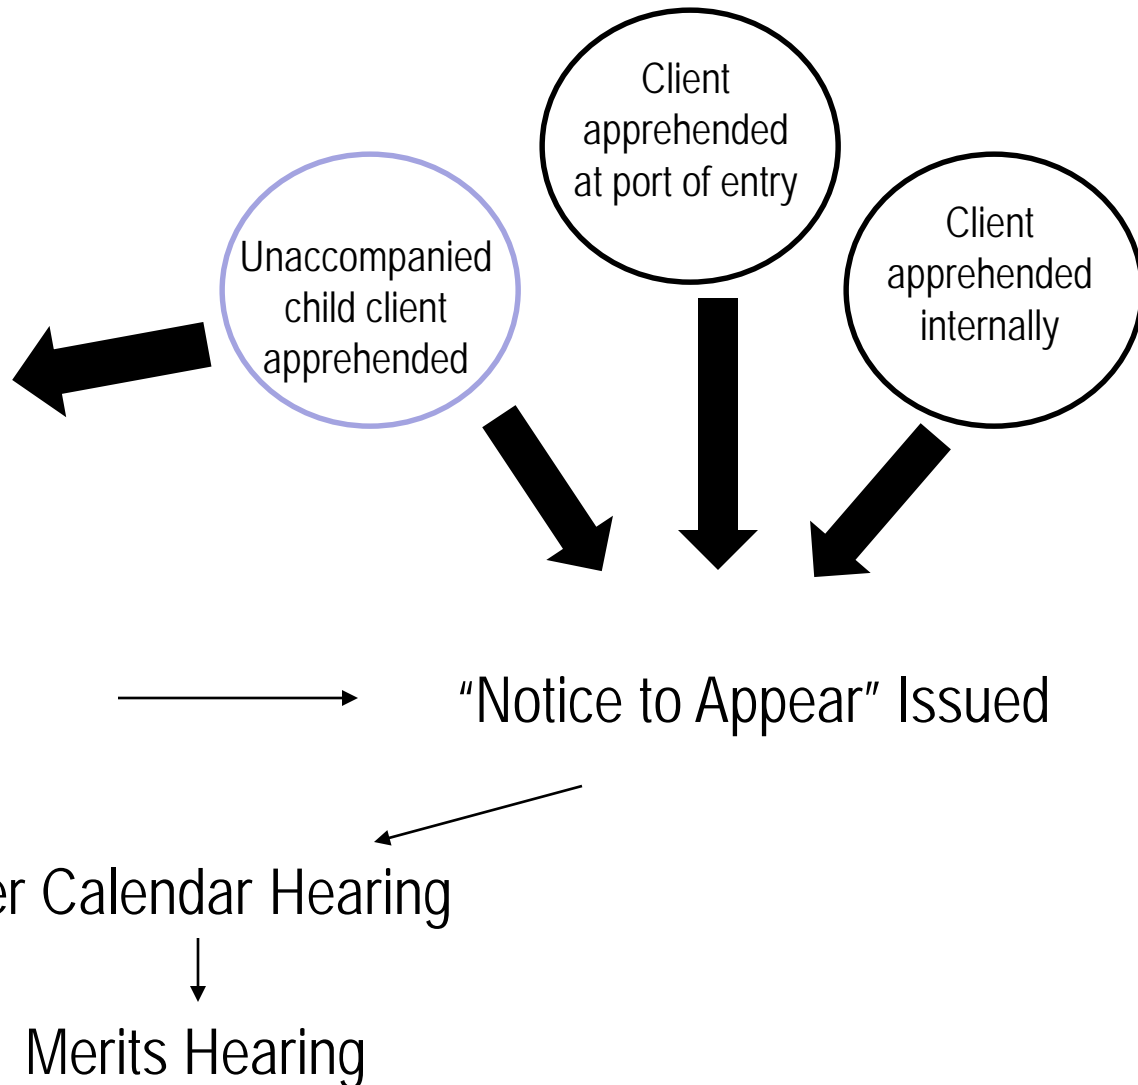 Client
apprehended
at port of entry
Unaccompanied
child client
apprehended
Client
apprehended
internally
“Notice to Appear” Issued
er Calendar Hearing
Merits Hearing